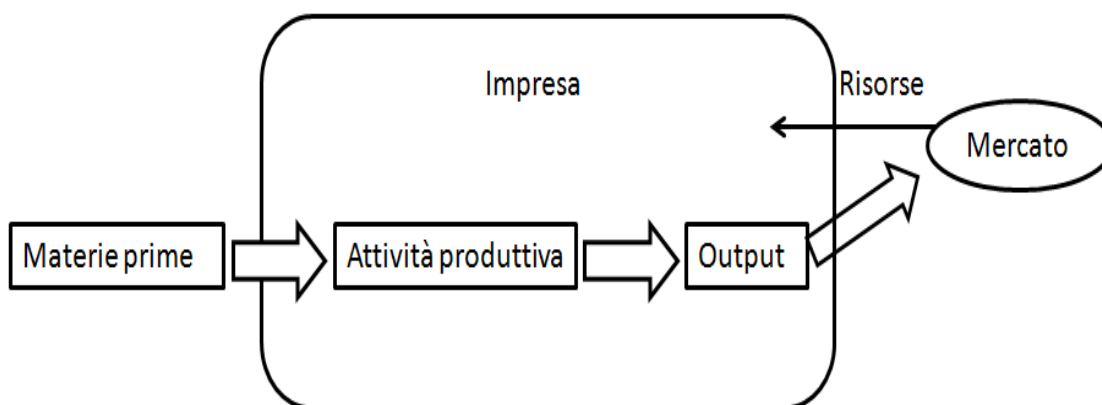 Impresa
Risorse
Mercato
Materie prime
Attività produttiva
Output